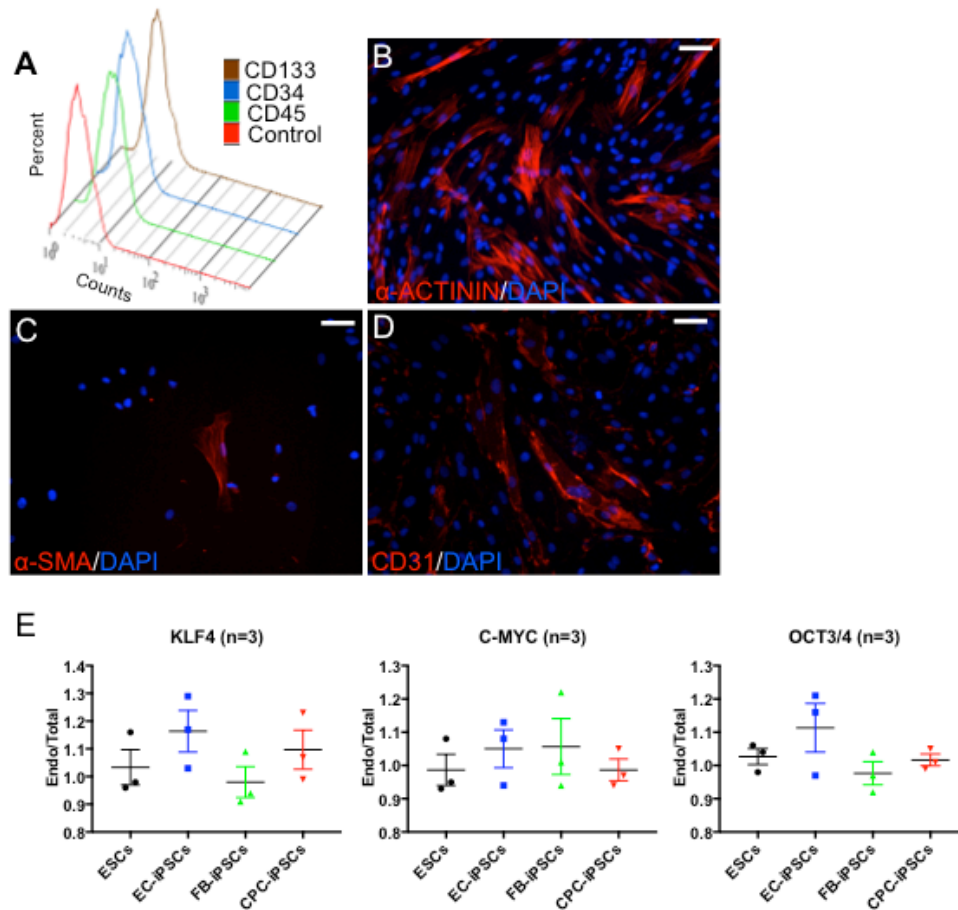 A
Percent
CD133
CD34
CD45
Control
10⁰
10¹
10²
10³
Counts
B
α-ACTININ/DAPI
C
α-SMA/DAPI
D
CD31/DAPI
E
KLF4 (n=3)
Endo/Total
1.4
1.3
1.2
1.1
1.0
0.9
0.8
ESCs
EC-iPSCs
FB-iPSCs
CPC-iPSCs
C-MYC (n=3)
Endo/Total
1.3
1.2
1.1
1.0
0.9
0.8
ESCs
EC-iPSCs
FB-iPSCs
CPC-iPSCs
OCT3/4 (n=3)
Endo/Total
1.3
1.2
1.1
1.0
0.9
0.8
ESCs
EC-iPSCs
FB-iPSCs
CPC-iPSCs